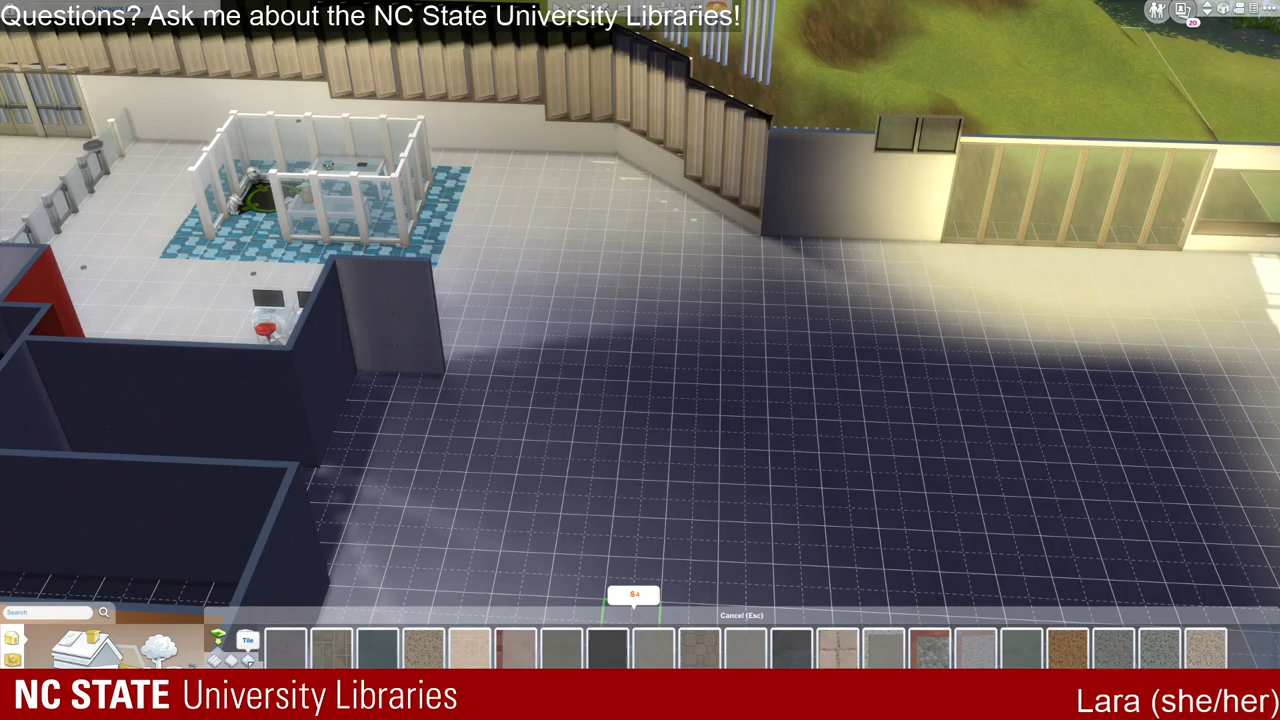 Questions? Ask me about the NC State University Libraries!
20
$4
Cancel (Esc)
Search
Tile
NC STATE University Libraries
Lara (she/her)